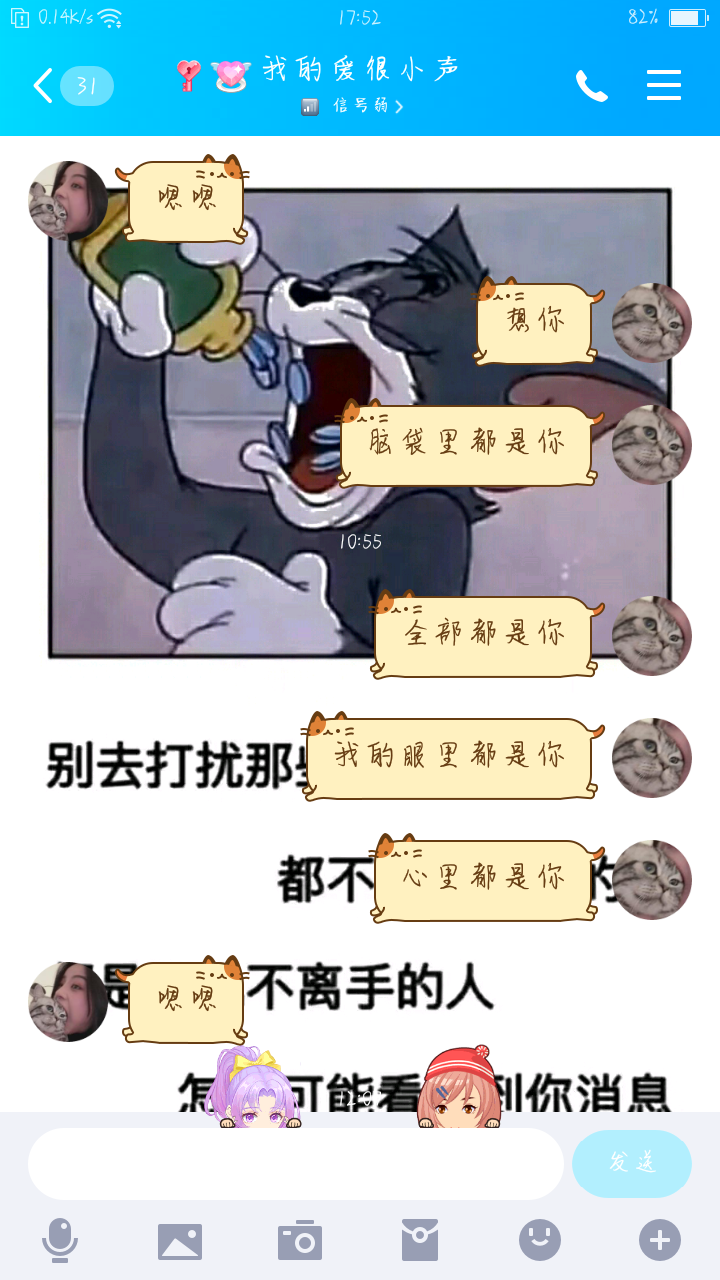 0.14K/s
17:52
82%
31
我的爱很小声
信号弱
嗯嗯
想你
脑袋里都是你
10:55
全部都是你
别去打扰那
我的眼里都是你
都不
心里都是你
的
是
不离手的人
嗯嗯
怎
可能看
到你消息
发送